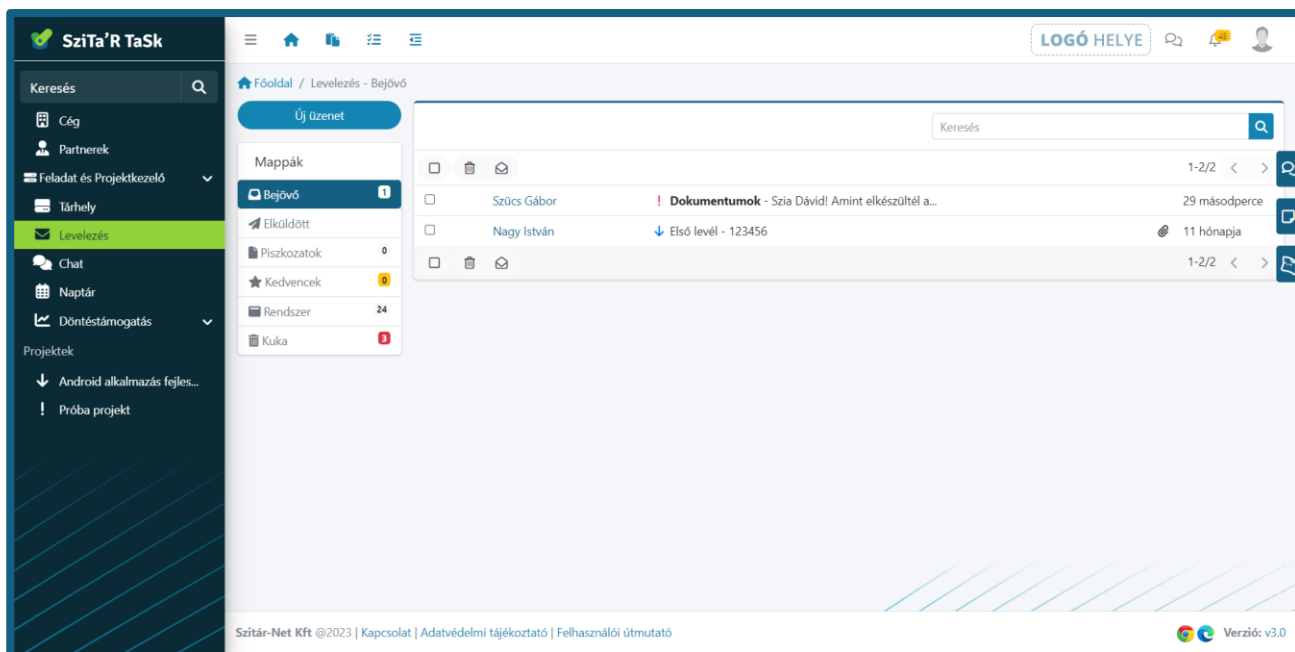 SziTa’R TaSk
LOGÓ HELYE
45
Keresés
Cég
Partnerek
Feladat és Projektkezelő
Tárhely
Levelezés
Chat
Naptár
Döntéstámogatás
Projektek
Android alkalmazás fejles...
Próba projekt
Főoldal / Levelezés - Bejövő
Új üzenet
Mappák
Bejövő 1
Elküldött
Piszkozatok 0
Kedvencek 0
Rendszer 24
Kuka 3
Keresés
1-2/2
Szücs Gábor ! Dokumentumok - Szia Dávid! Amint elkészültél a... 29 másodperce
Nagy István Első levél - 123456 11 hónapja
1-2/2
Szitár-Net Kft @2023 | Kapcsolat | Adatvédelmi tájékoztató | Felhasználói útmutató
Verzió: v3.0